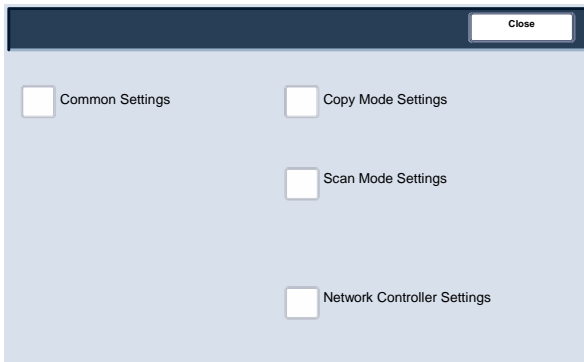 Close
Common Settings
Copy Mode Settings
Scan Mode Settings
Network Controller Settings